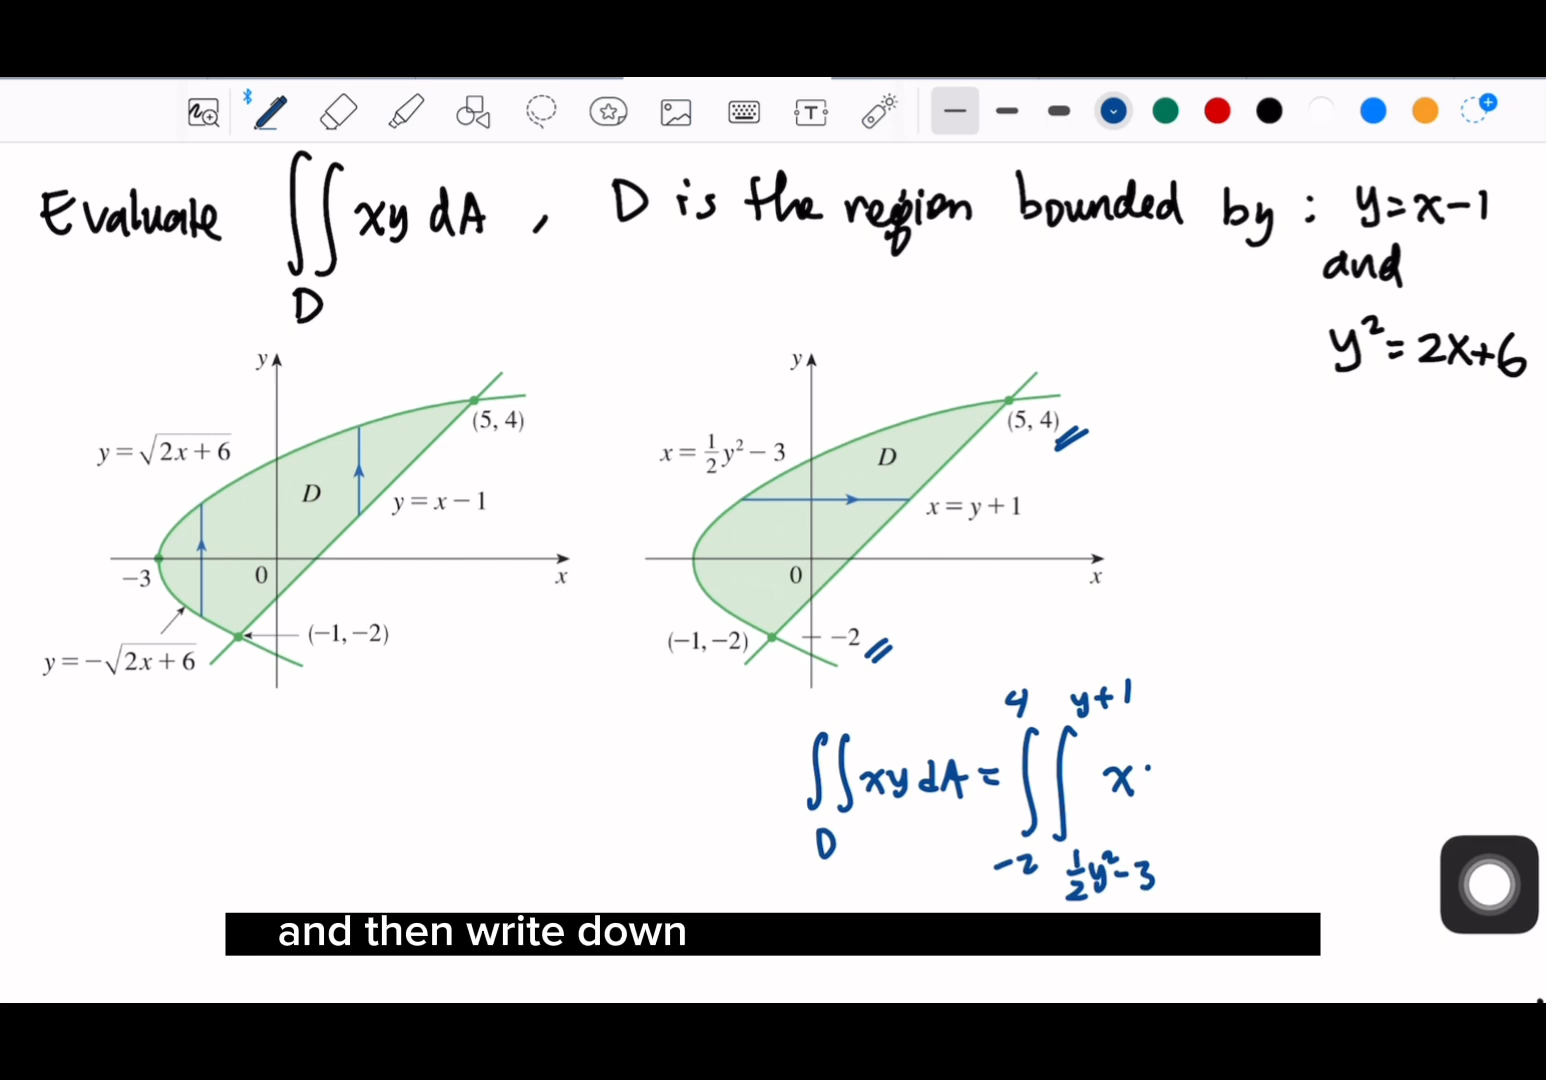 Evaluate ∬_D xy dA , D is the region bounded by : y=x-1
and
y²=2x+6
y
y=√2x+6
(5, 4)
D
y=x-1
-3
0
x
(-1,-2)
y=-√2x+6
y
(5, 4)
x=1/2y²-3
D
x=y+1
0
x
(-1,-2)
-2
∬_D xy dA = ∫_{-2}^{4} ∫_{1/2y²-3}^{y+1} x
and then write down